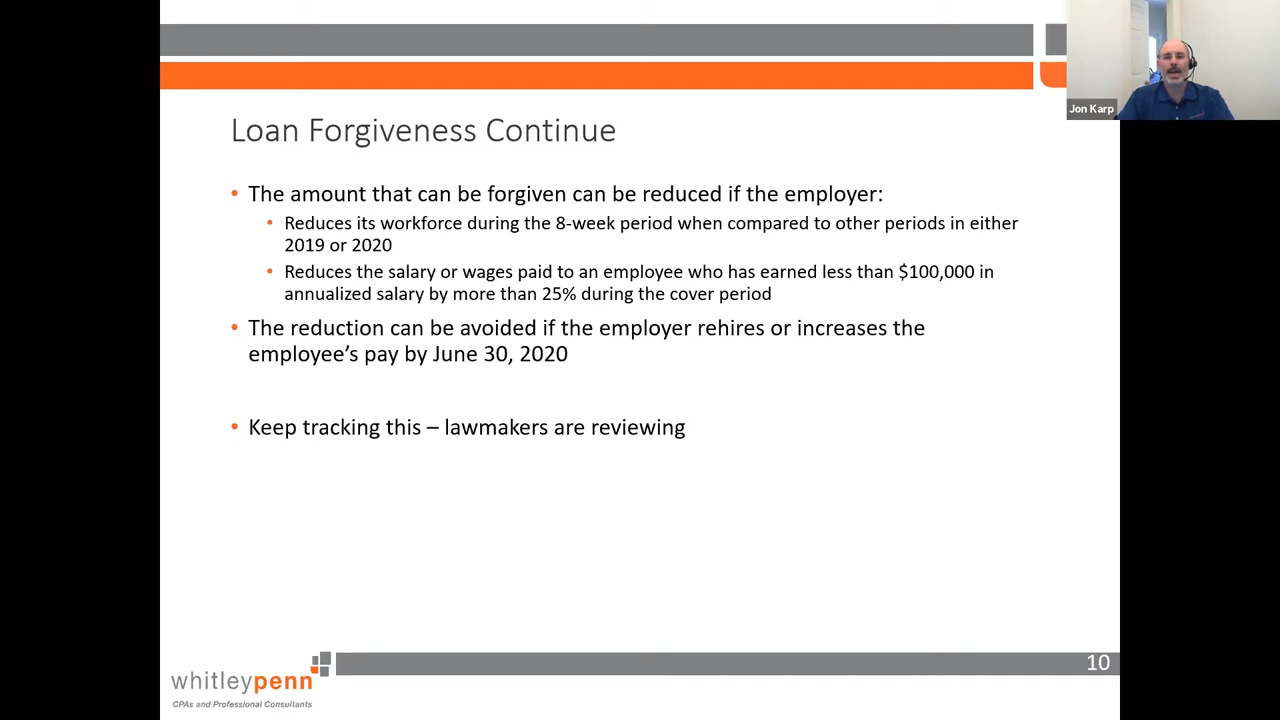 Jon Karp
Loan Forgiveness Continue
• The amount that can be forgiven can be reduced if the employer:
• Reduces its workforce during the 8-week period when compared to other periods in either
2019 or 2020
• Reduces the salary or wages paid to an employee who has earned less than $100,000 in
annualized salary by more than 25% during the cover period
• The reduction can be avoided if the employer rehires or increases the
employee’s pay by June 30, 2020
• Keep tracking this – lawmakers are reviewing
10
whitleypenn
CPAs and Professional Consultants